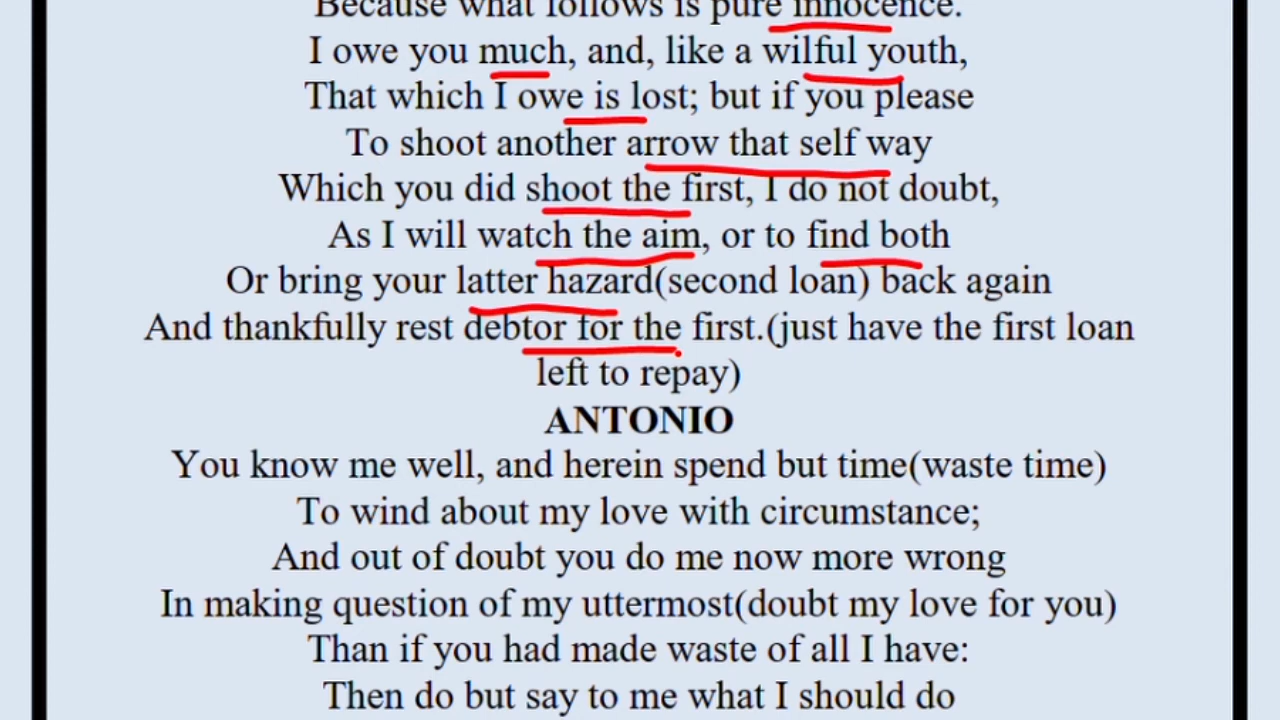 Because what follows is pure innocence.
I owe you much, and, like a wilful youth,
That which I owe is lost; but if you please
To shoot another arrow that self way
Which you did shoot the first, I do not doubt,
As I will watch the aim, or to find both
Or bring your latter hazard(second loan) back again
And thankfully rest debtor for the first.(just have the first loan
left to repay)
ANTONIO
You know me well, and herein spend but time(waste time)
To wind about my love with circumstance;
And out of doubt you do me now more wrong
In making question of my uttermost(doubt my love for you)
Than if you had made waste of all I have:
Then do but say to me what I should do